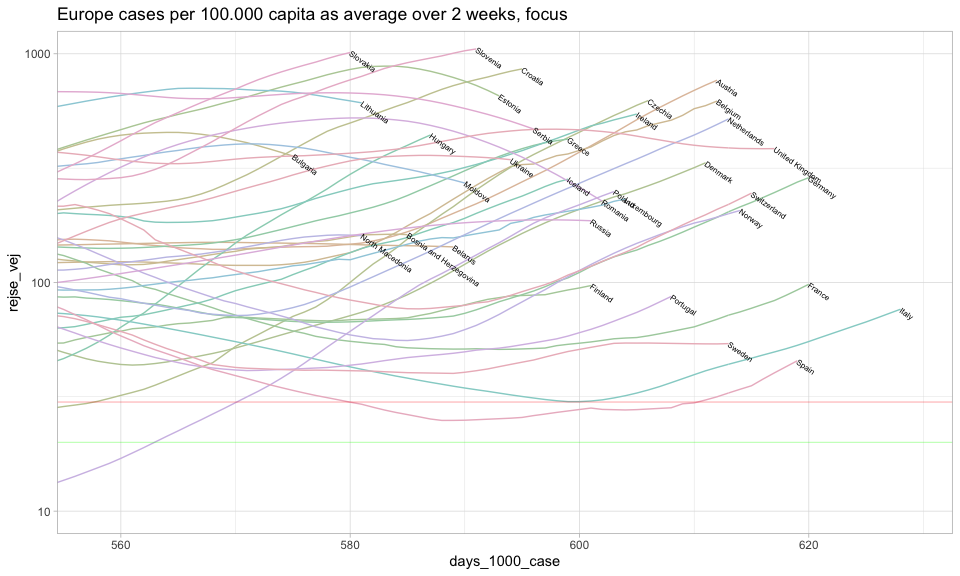 Europe cases per 100.000 capita as average over 2 weeks, focus
1000
100
10
rejse_vej
Slovakia
Slovenia
Croatia
Estonia
Lithuania
Austria
Czechia
Belgium
Ireland
Netherlands
Hungary
Serbia
Greece
Bulgaria
Ukraine
United Kingdom
Denmark
Germany
Moldova
Iceland
Poland
Luxembourg
Romania
Switzerland
Norway
Russia
North Macedonia
Bosnia and Herzegovina
Belarus
Finland
Portugal
France
Italy
Sweden
Spain
560
580
600
620
days_1000_case